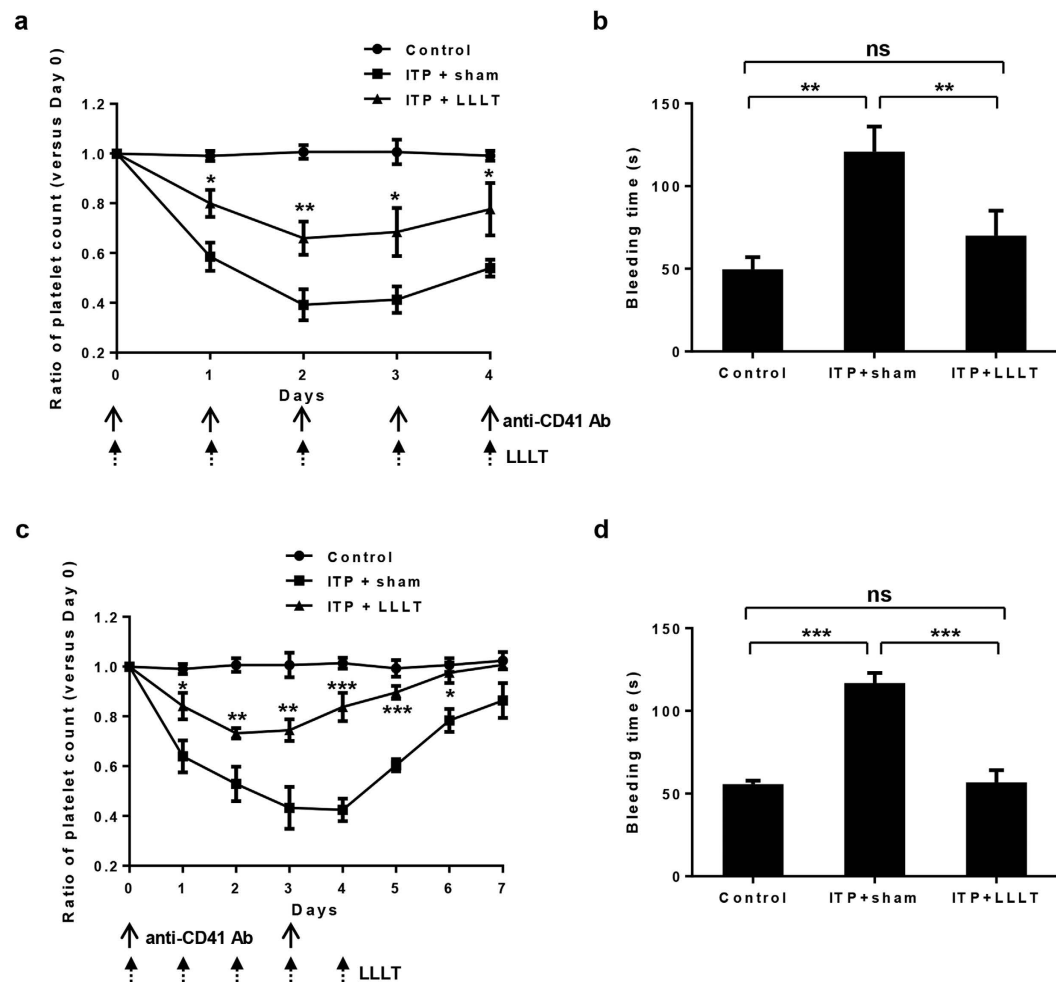 a
Control
ITP + sham
ITP + LLLT
Ratio of platelet count (versus Day 0)
1.2
1.0
0.8
0.6
0.4
0.2
*
**
*
*
0 1 2 3 4
Days
anti-CD41 Ab
LLLT
b
ns
** **
Bleeding time (s)
150
100
50
0
Control ITP+sham ITP+LLLT
c
Control
ITP + sham
ITP + LLLT
Ratio of platelet count (versus Day 0)
1.2
1.0
0.8
0.6
0.4
0.2
*
**
**
***
***
*
0 1 2 3 4 5 6 7
Days
anti-CD41 Ab
LLLT
d
ns
*** ***
Bleeding time (s)
150
100
50
0
Control ITP+sham ITP+LLLT